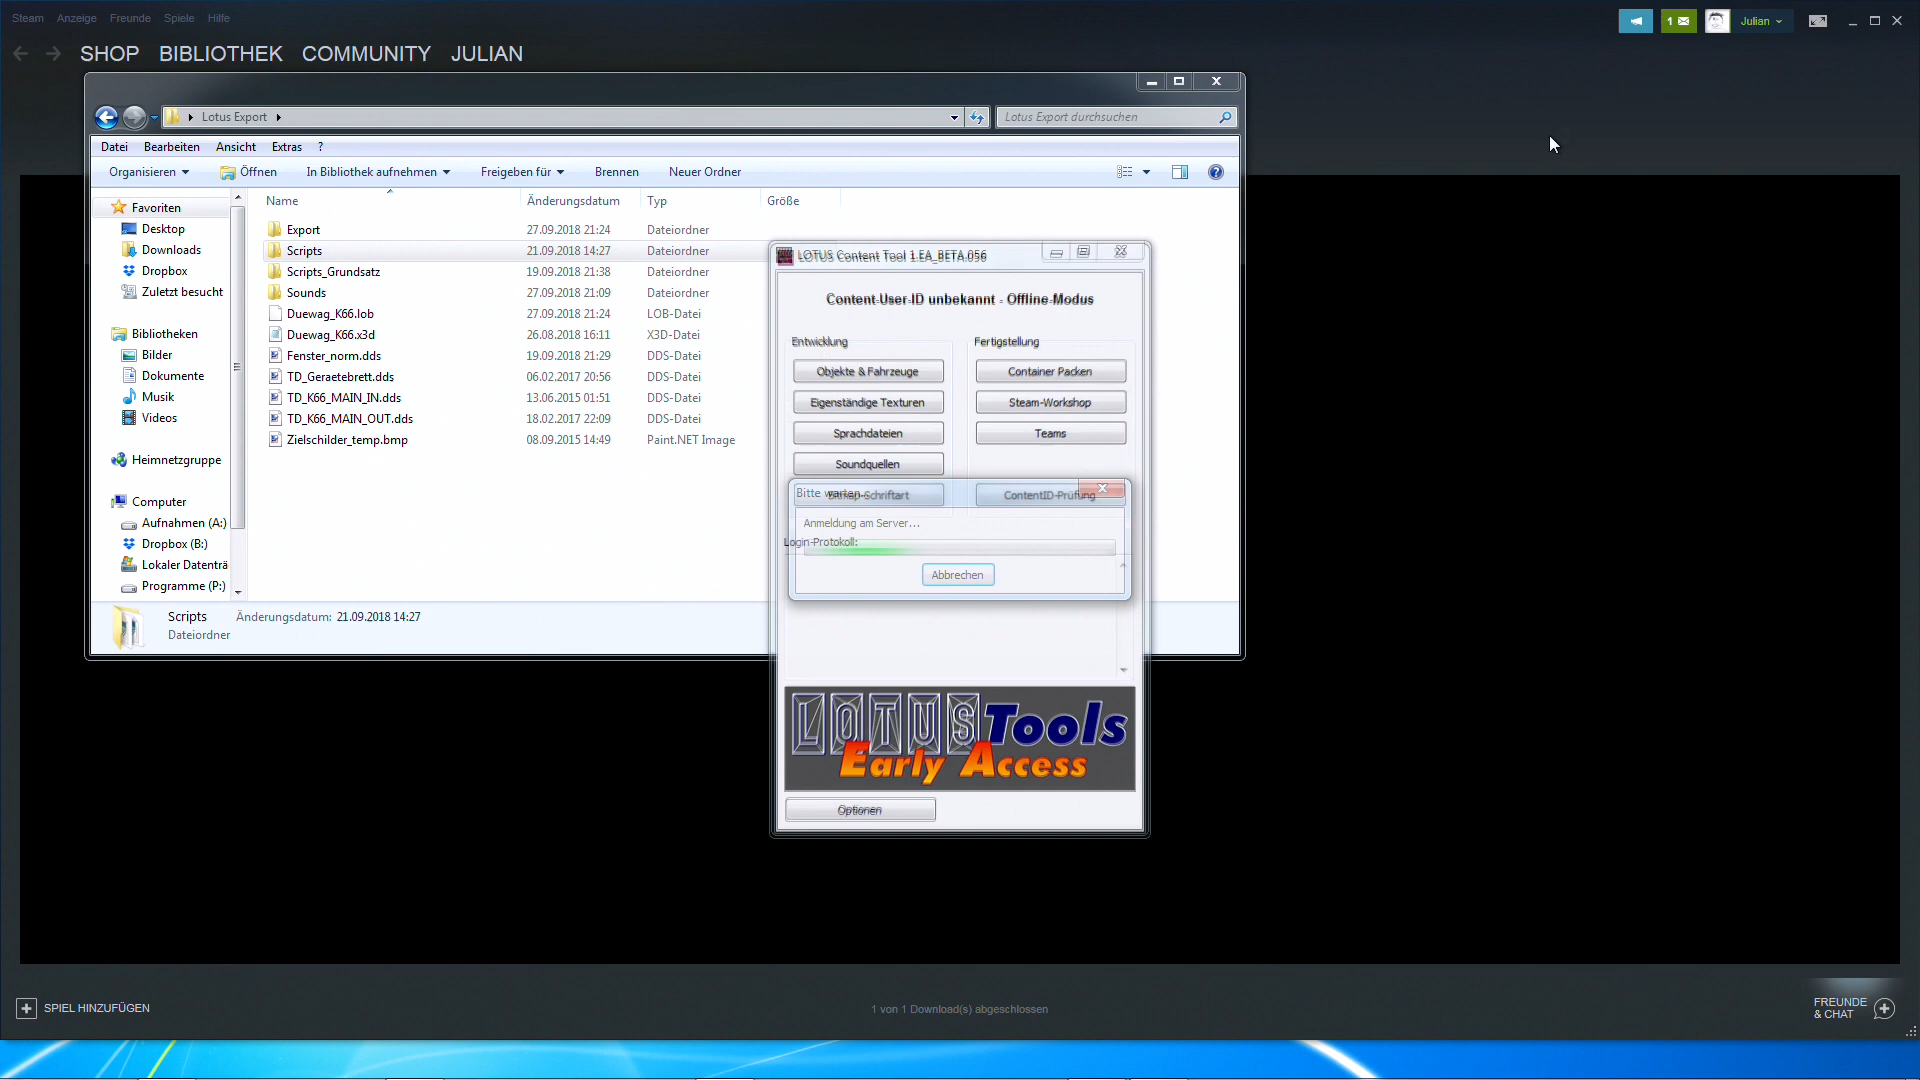 Steam Anzeige Freunde Spiele Hilfe
1
Julian
SHOP BIBLIOTHEK COMMUNITY JULIAN
Lotus Export
Lotus Export durchsuchen
Datei Bearbeiten Ansicht Extras ?
Organisieren Öffnen In Bibliothek aufnehmen Freigeben für Brennen Neuer Ordner
Name Änderungsdatum Typ Größe
Favoriten
Desktop
Downloads
Dropbox
Zuletzt besucht
Bibliotheken
Bilder
Dokumente
Musik
Videos
Heimnetzgruppe
Computer
Aufnahmen (A:)
Dropbox (B:)
Lokaler Datenträ
Programme (P:)
Export 27.09.2018 21:24 Dateiordner
Scripts 21.09.2018 14:27 Dateiordner
Scripts_Grundsatz 19.09.2018 21:38 Dateiordner
Sounds 27.09.2018 21:09 Dateiordner
Duewag_K66.lob 27.09.2018 21:24 LOB-Datei
Duewag_K66.x3d 26.08.2018 16:11 X3D-Datei
Fenster_norm.dds 19.09.2018 21:29 DDS-Datei
TD_Geraetebrett.dds 06.02.2017 20:56 DDS-Datei
TD_K66_MAIN_IN.dds 13.06.2015 01:51 DDS-Datei
TD_K66_MAIN_OUT.dds 18.02.2017 22:09 DDS-Datei
Zielschilder_temp.bmp 08.09.2015 14:49 Paint.NET Image
Scripts Änderungsdatum: 21.09.2018 14:27
Dateiordner
LOTUS Content Tool 1.EA_BETA.056
Content-User-ID unbekannt - Offline-Modus
Entwicklung Fertigstellung
Objekte & Fahrzeuge Container Packen
Eigenständige Texturen Steam-Workshop
Sprachdateien Teams
Soundquellen
Bitmap-Schriftart ContentID-Prüfung
Bitte warten...
Anmeldung am Server...
Login-Protokoll:
Abbrechen
LOTUS Tools
Early Access
Optionen
SPIEL HINZUFÜGEN
1 von 1 Download(s) abgeschlossen
FREUNDE
& CHAT